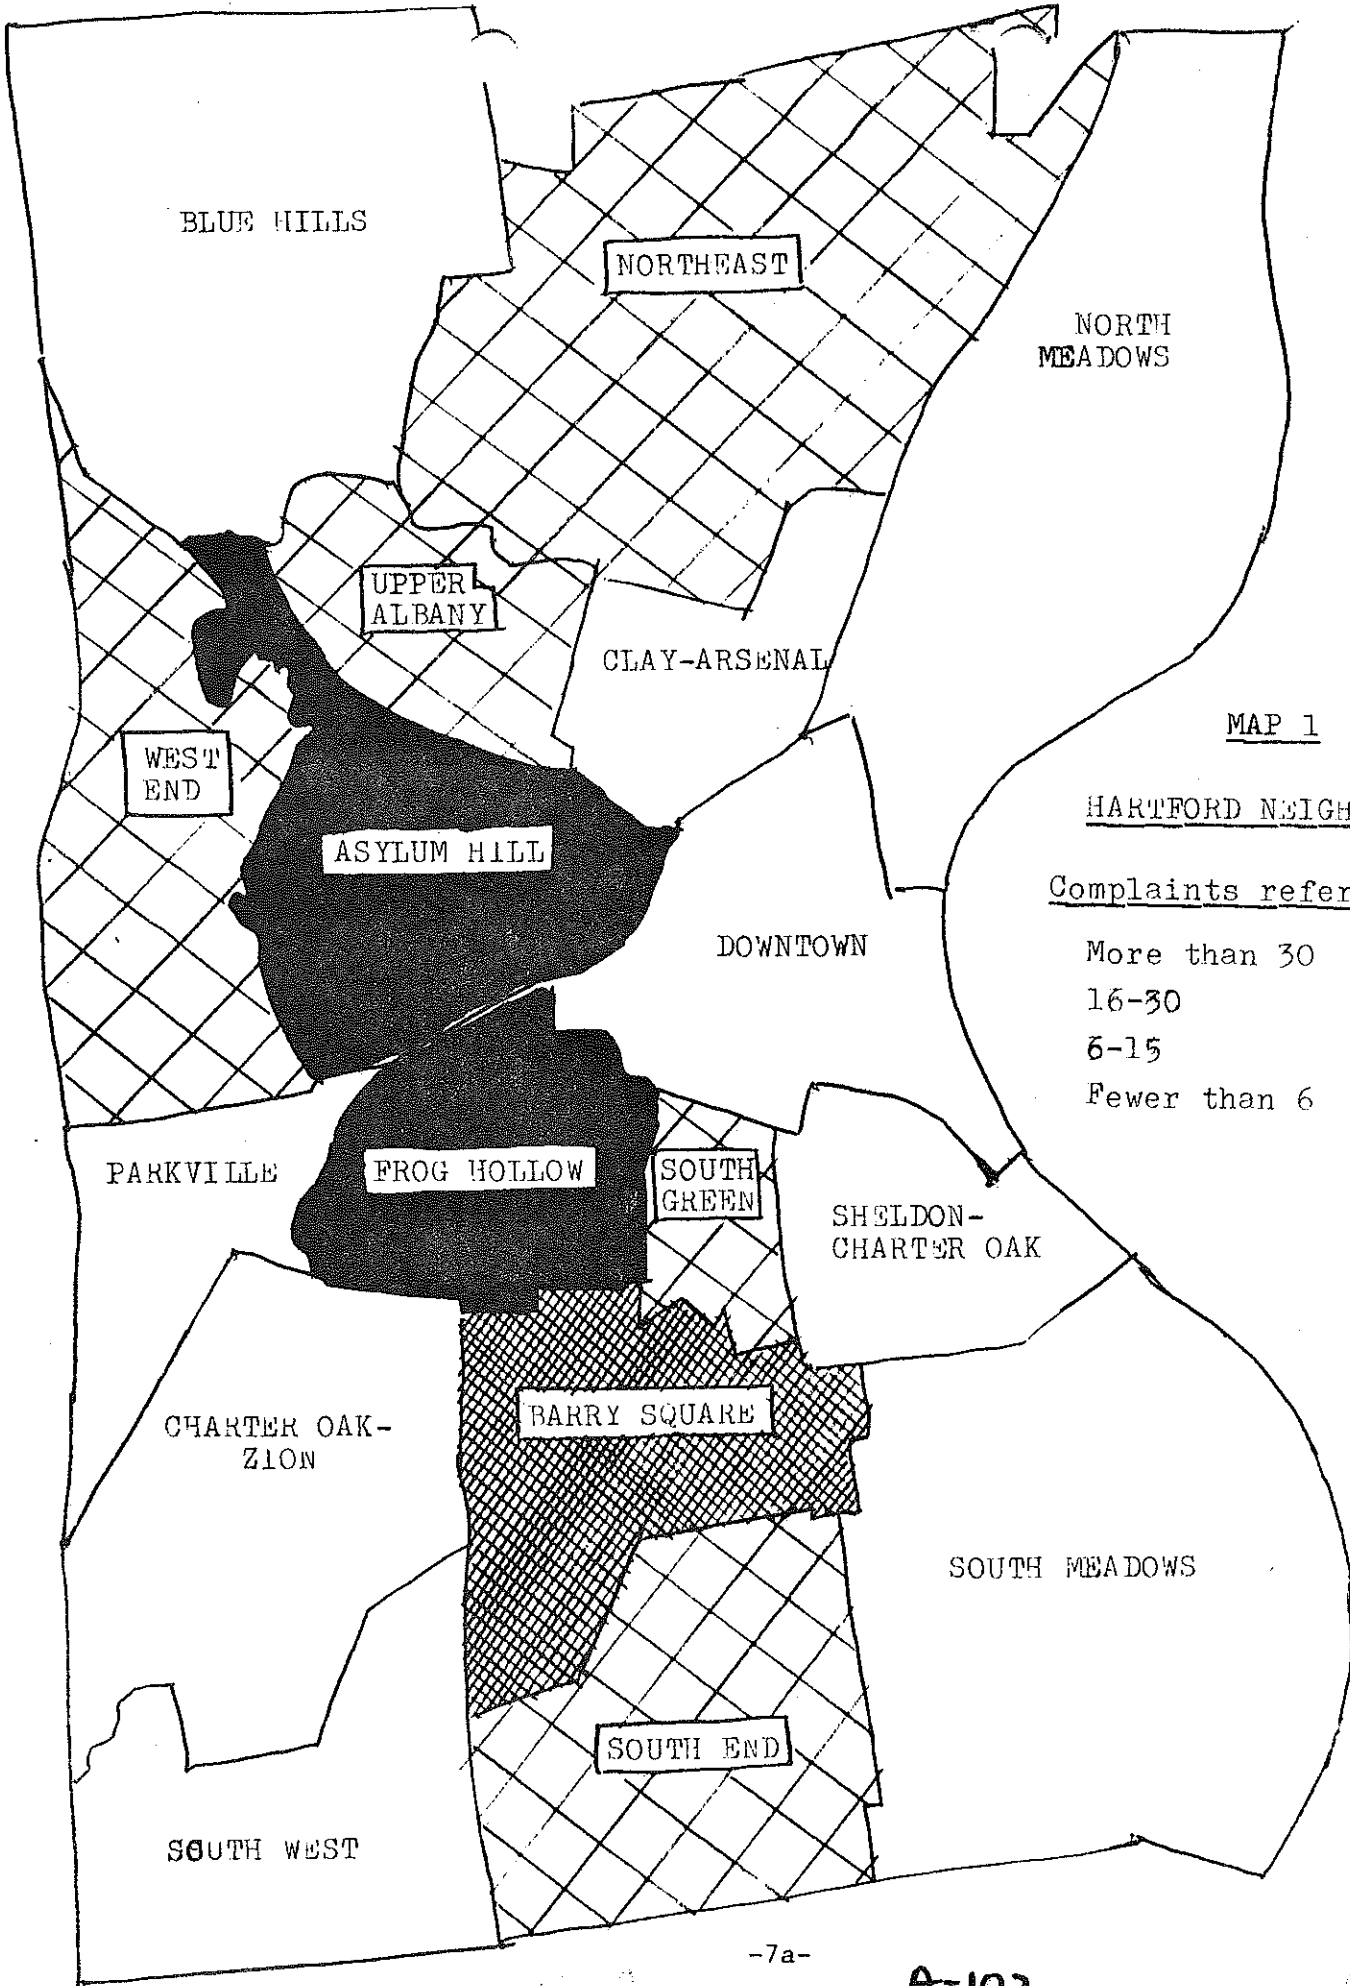 BLUE HILLS
NORTHEAST
NORTH
MEADOWS
UPPER
ALBANY
CLAY-ARSENAL
WEST
END
ASYLUM HILL
DOWNTOWN
MAP 1
HARTFORD NEIGH
Complaints refer
More than 30
16-30
6-15
Fewer than 6
PARKVILLE
FROG HOLLOW
SOUTH
GREEN
SHELDON-
CHARTER OAK
CHARTER OAK-
ZION
BARRY SQUARE
SOUTH MEADOWS
SOUTH END
SOUTH WEST
-7a-